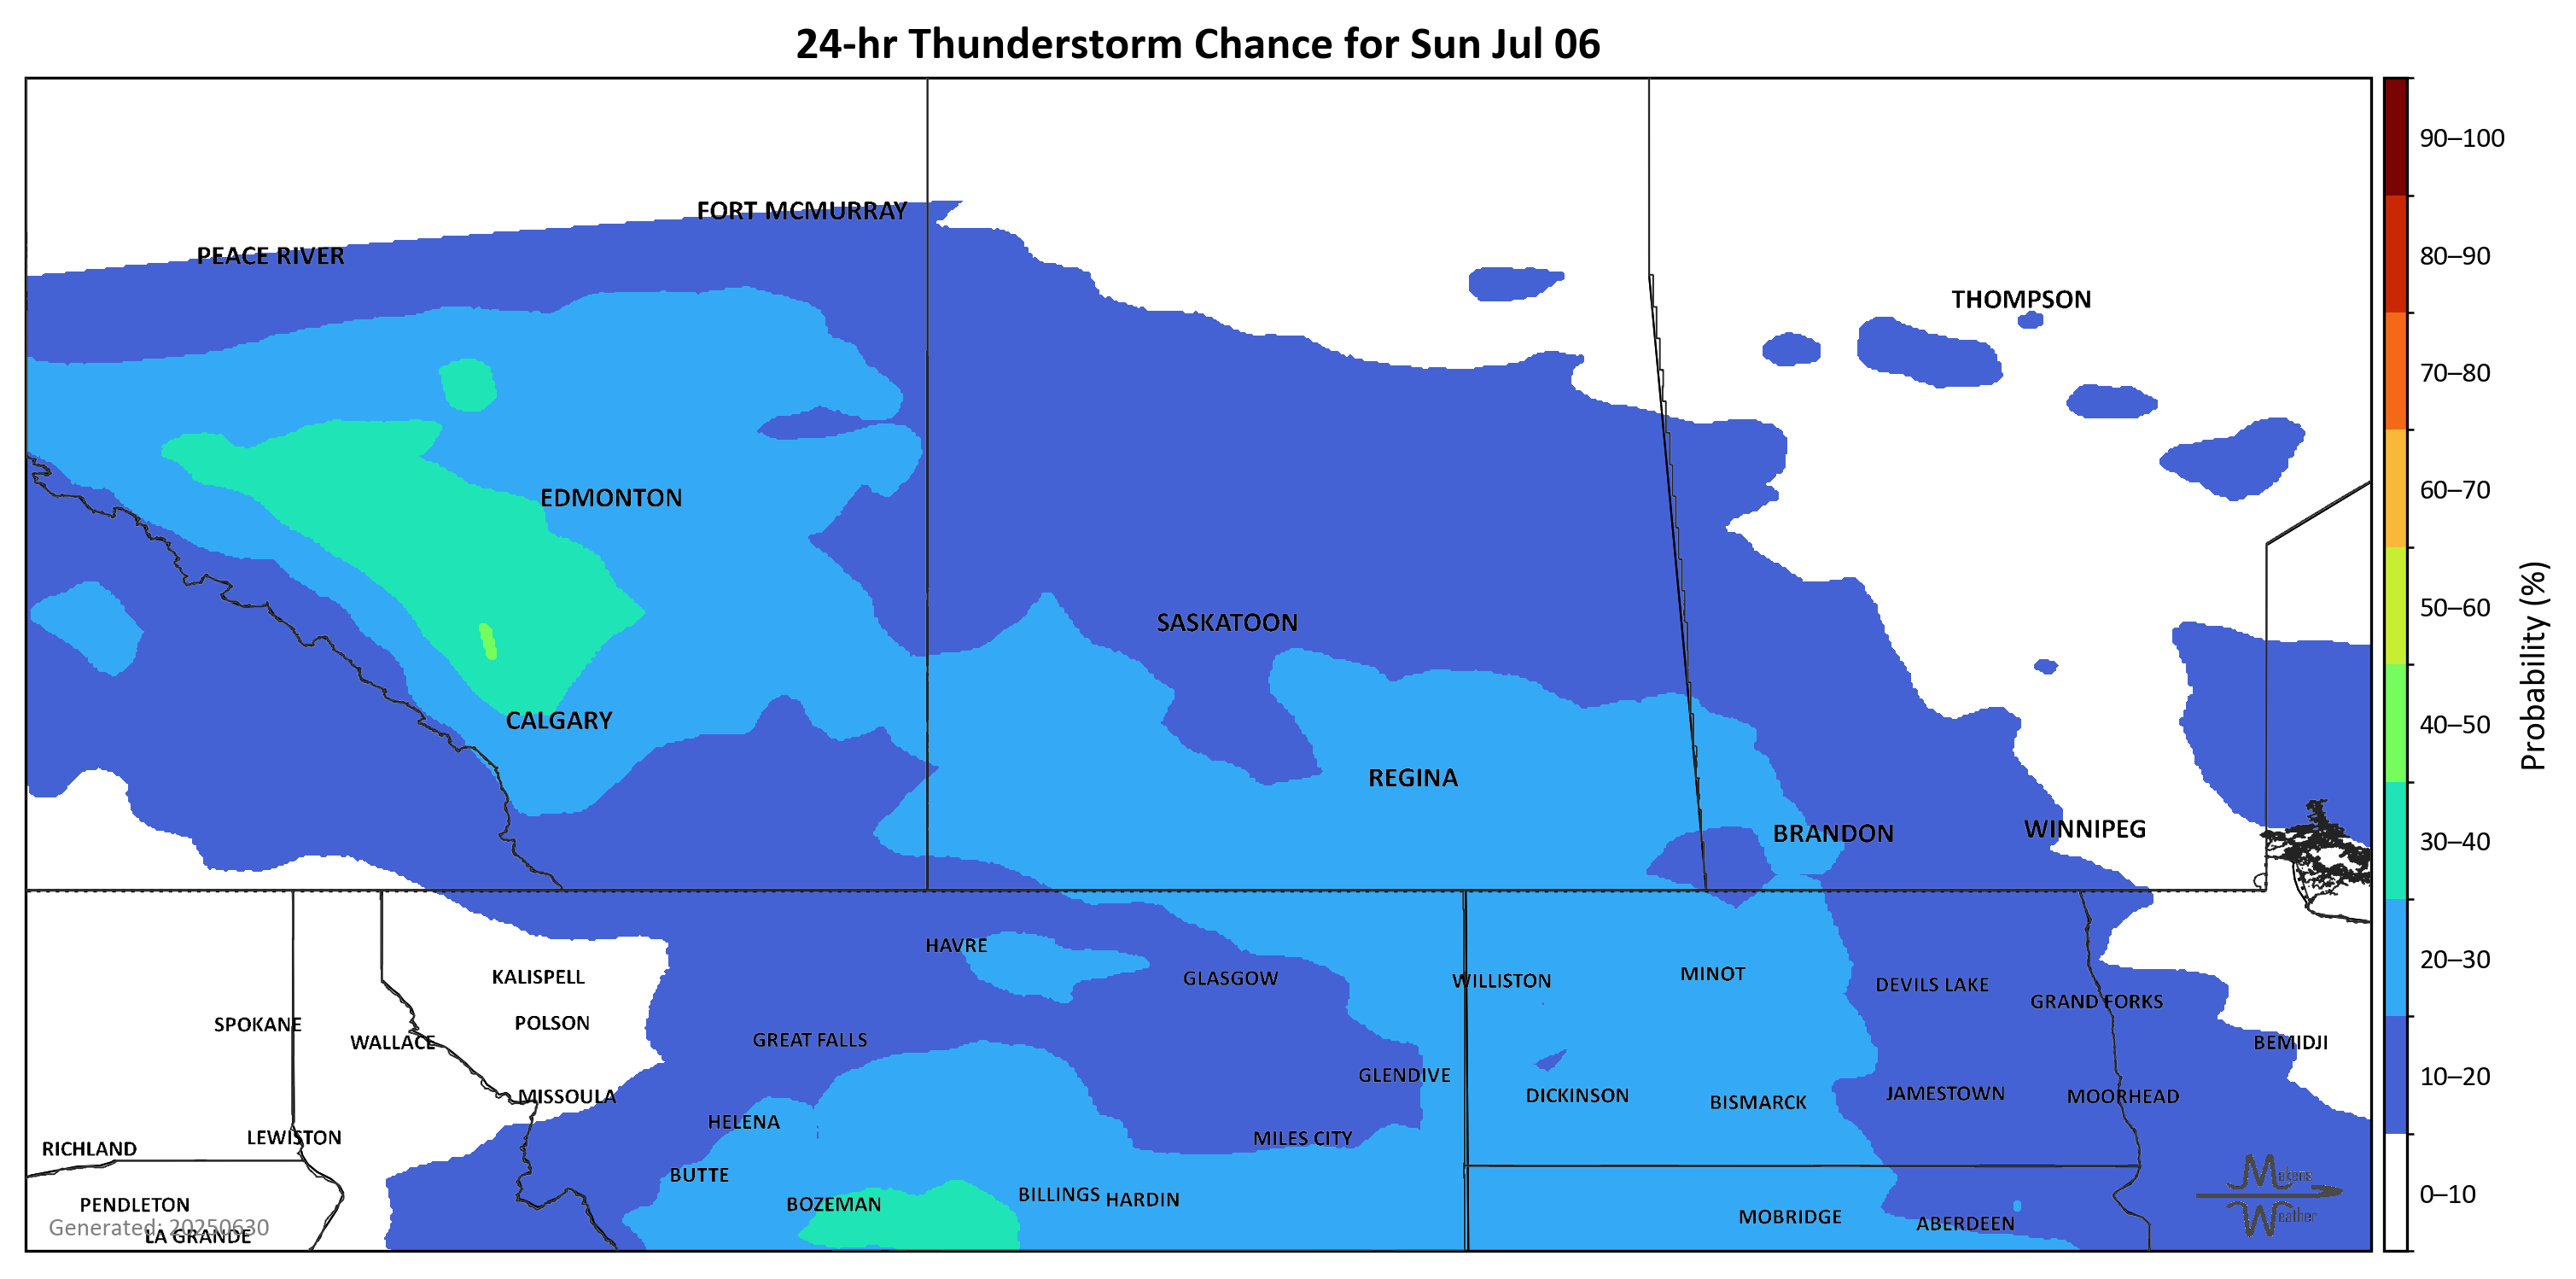 24-hr Thunderstorm Chance for Sun Jul 06
90–100
FORT MCMURRAY
PEACE RIVER
80–90
THOMPSON
70–80
60–70
EDMONTON
50–60
SASKATOON
CALGARY
40–50
Probability (%)
REGINA
WINNIPEG
BRANDON
30–40
HAVRE
20–30
MINOT
KALISPELL
GLASGOW
WILLISTON
DEVILS LAKE
GRAND FORKS
POLSON
SPOKANE
GREAT FALLS
WALLACE
BEMIDJI
GLENDIVE
10–20
JAMESTOWN
DICKINSON
MISSOULA
MOORHEAD
BISMARCK
HELENA
LEWISTON
MILES CITY
RICHLAND
BUTTE
Mekens
Weather
0–10
BILLINGS
HARDIN
PENDLETON
BOZEMAN
MOBRIDGE
ABERDEEN
Generated: 20250630
LA GRANDE